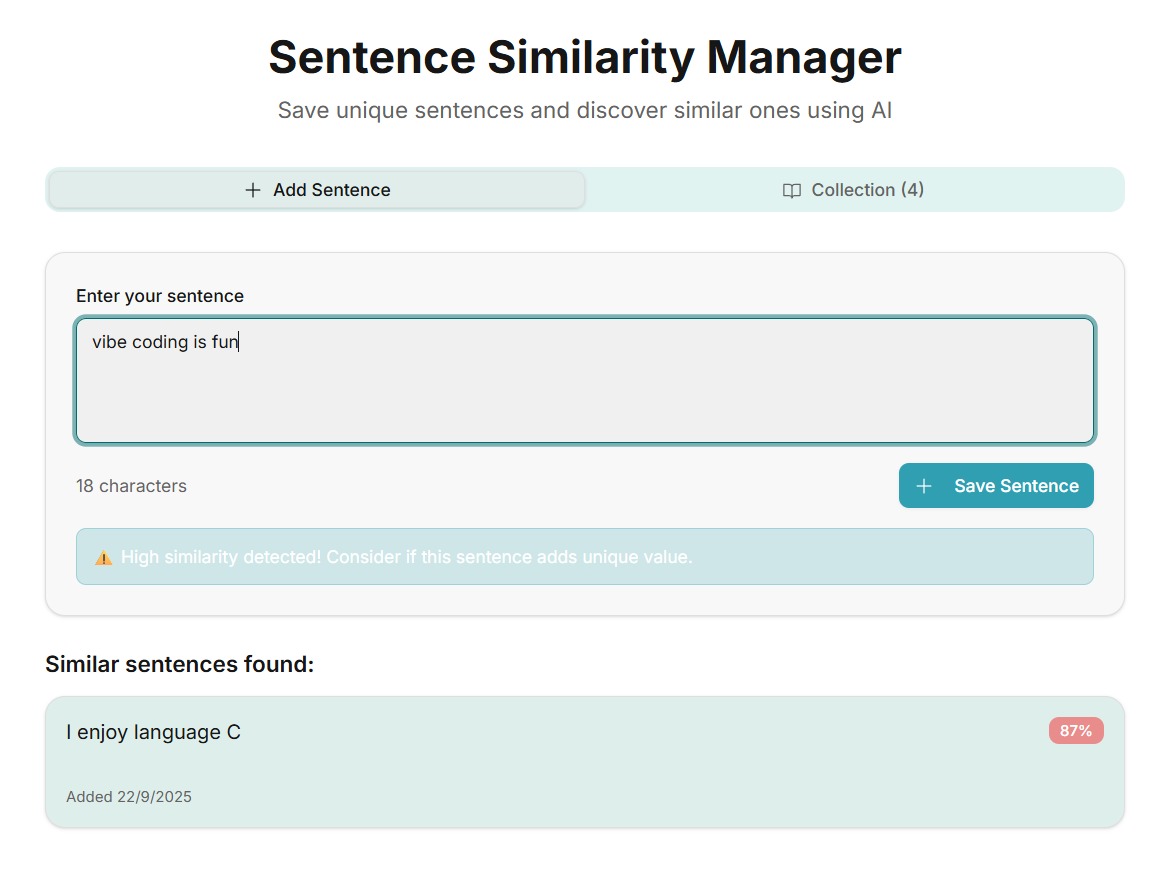 Sentence Similarity Manager
Save unique sentences and discover similar ones using AI
Add Sentence
Collection (4)
Enter your sentence
vibe coding is fun
18 characters
Save Sentence
⚠️ High similarity detected! Consider if this sentence adds unique value.
Similar sentences found:
I enjoy language C
87%
Added 22/9/2025